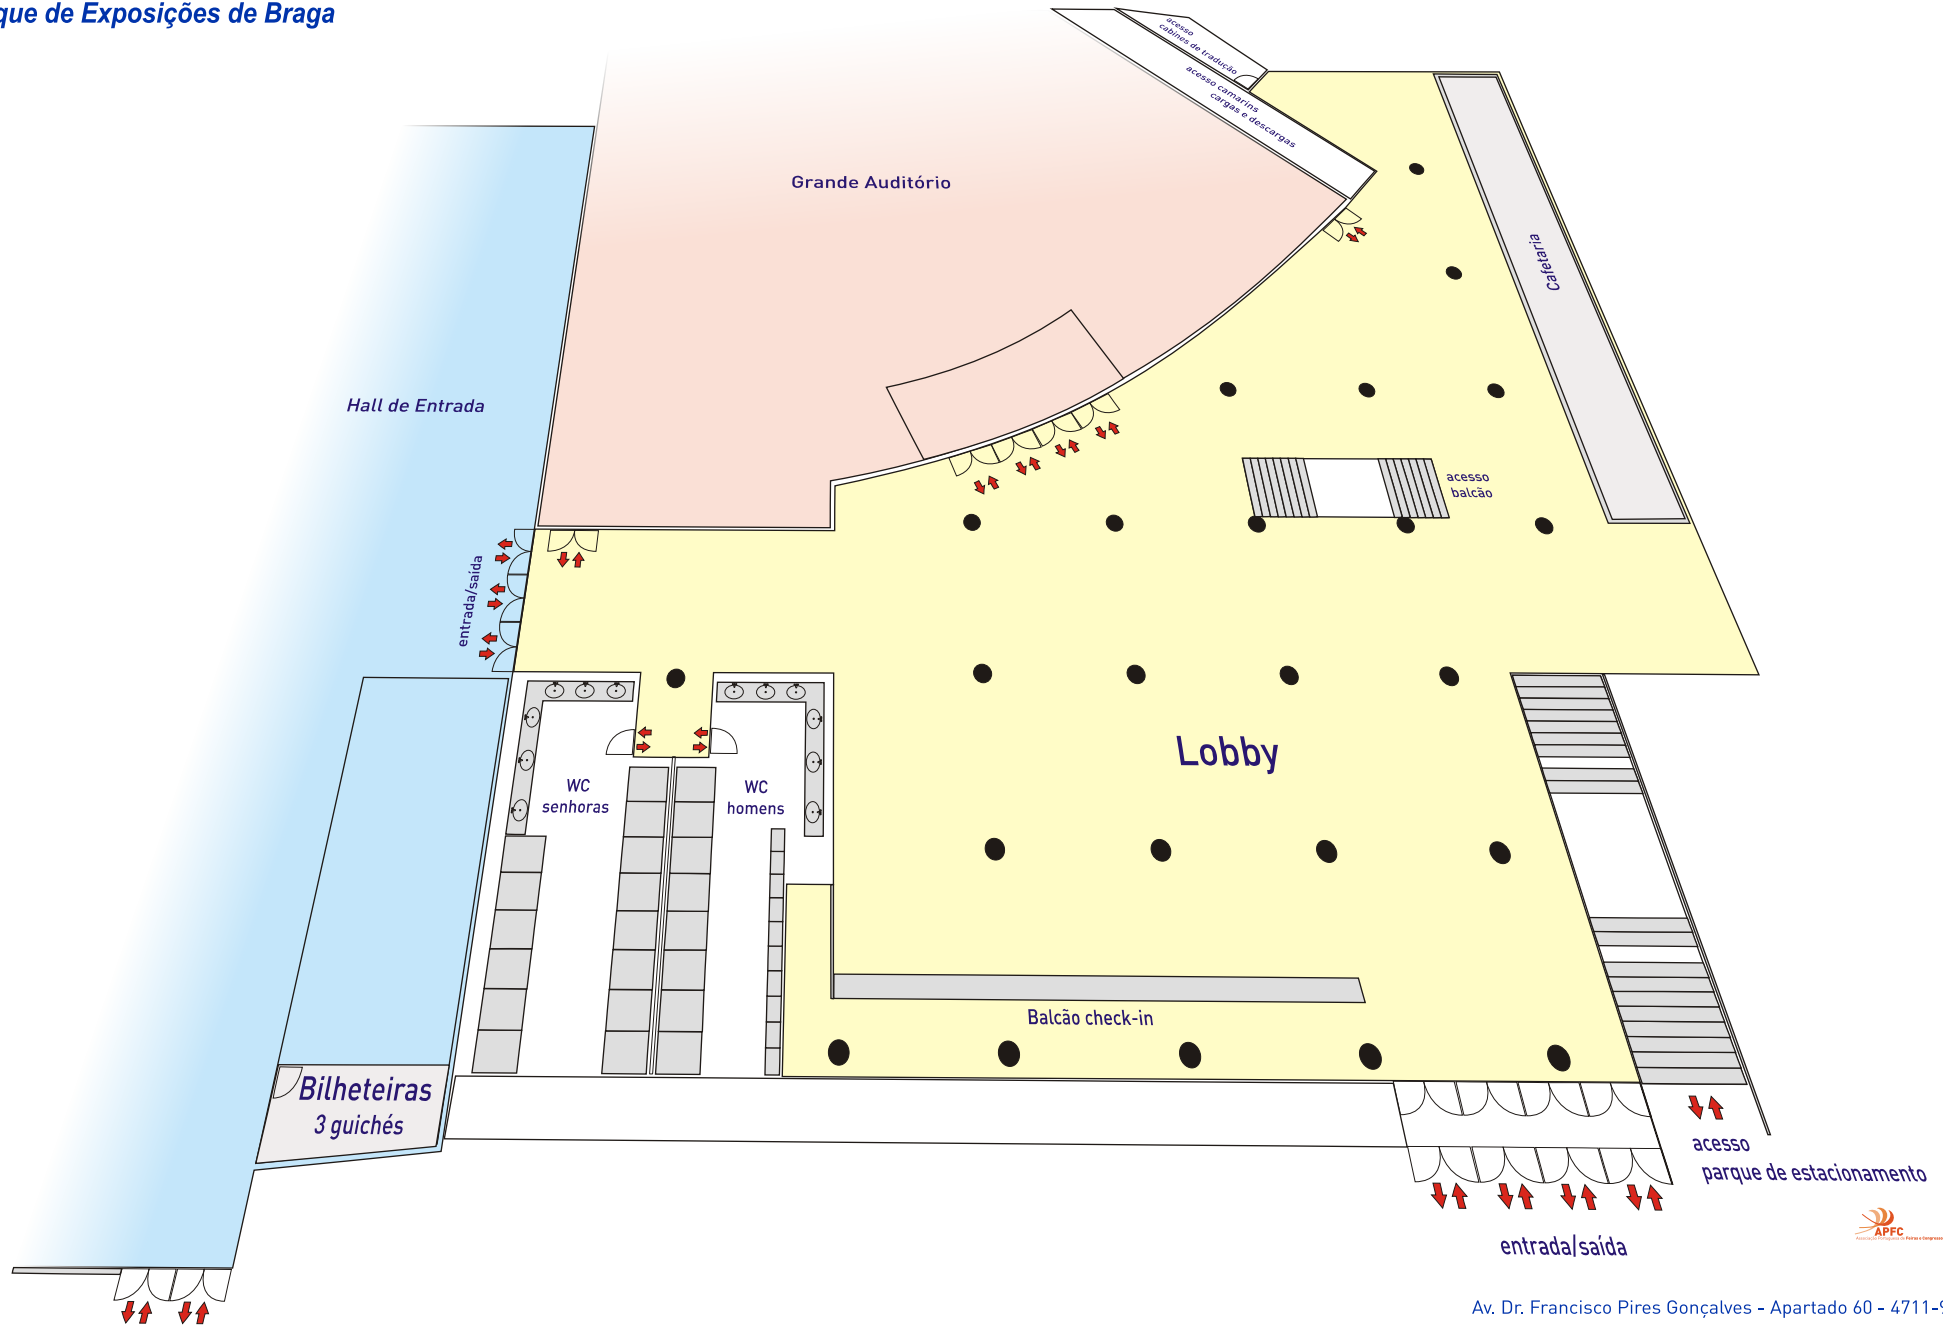 que de Exposições de Braga
acesso
cabines de tradução
acesso camarins
cargas e descargas
Grande Auditório
Cafetaria
Hall de Entrada
acesso
balcão
entrada/saída
Lobby
WC
senhoras
WC
homens
Balcão check-in
Bilheteiras
3 guichés
acesso
parque de estacionamento
APFC
entrada/saída
Av. Dr. Francisco Pires Gonçalves - Apartado 60 - 4711-9